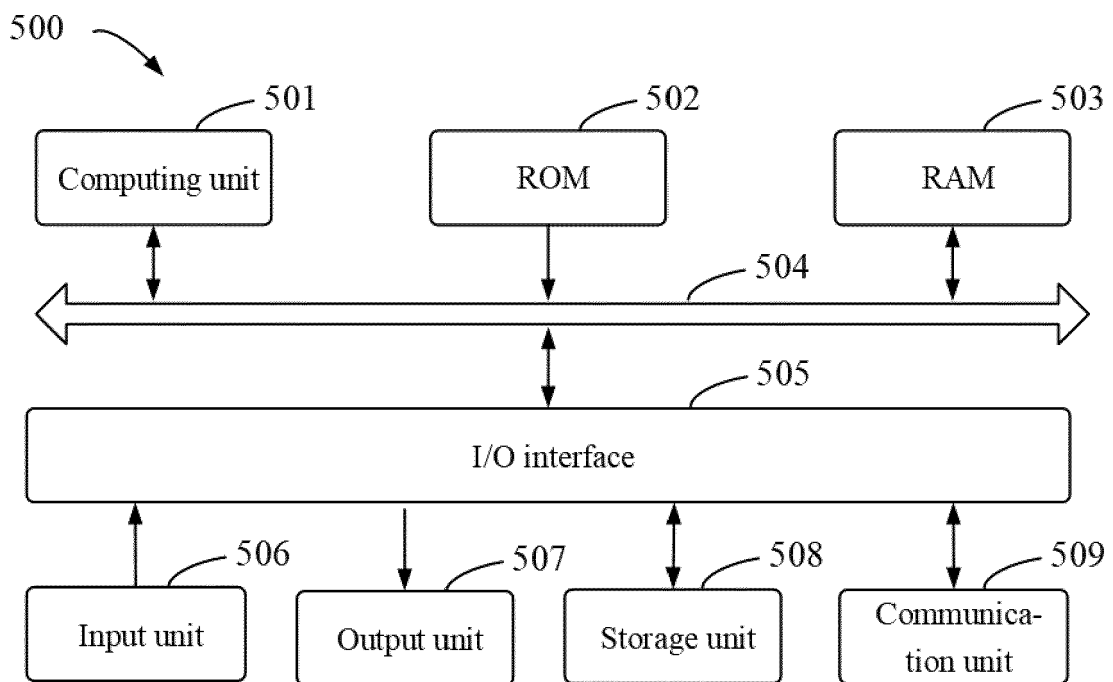 500
501
502
503
Computing unit
ROM
RAM
504
505
I/O interface
506
507
508
509
Input unit
Output unit
Storage unit
Communica-
tion unit